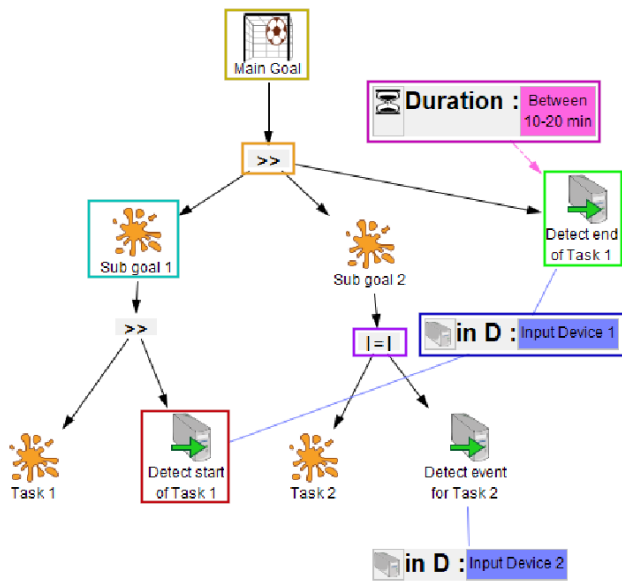 Main Goal
Duration :
Between
10-20 min
>>
Sub goal 1
Sub goal 2
Detect end
of Task 1
>>
|=|
in D :
Input Device 1
Task 1
Detect start
of Task 1
Task 2
Detect event
for Task 2
in D :
Input Device 2